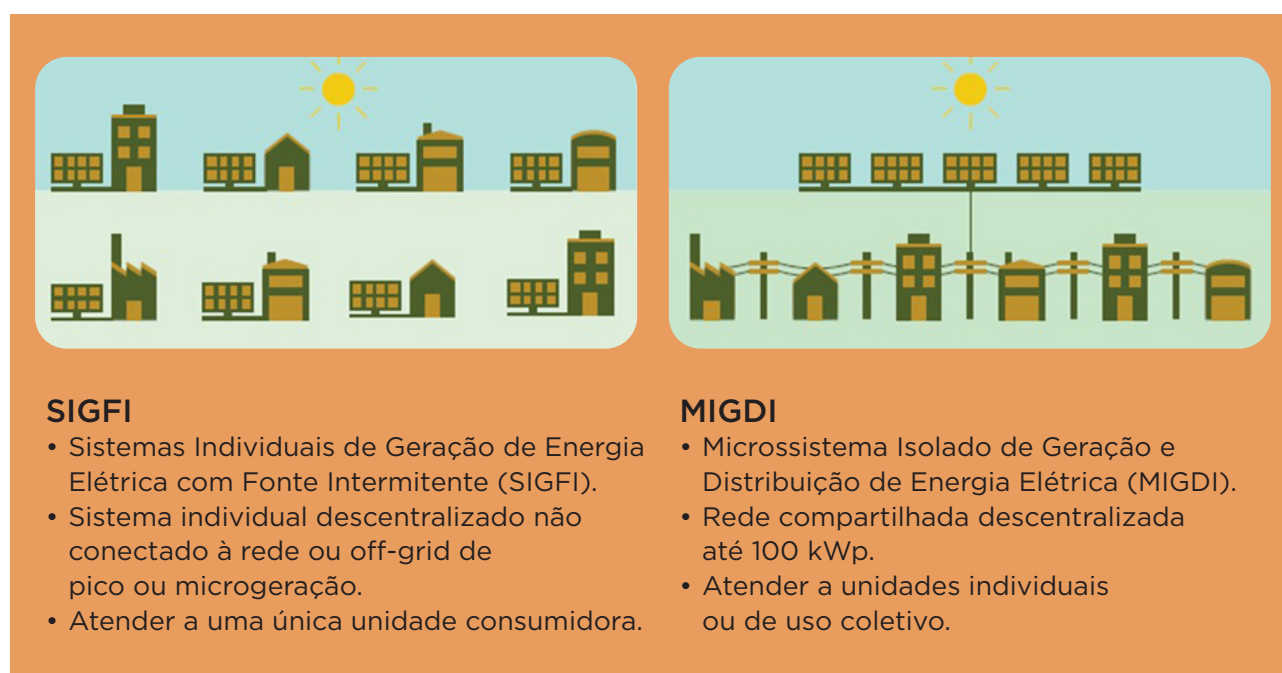 SIGFI
• Sistemas Individuais de Geração de Energia
Elétrica com Fonte Intermitente (SIGFI).
• Sistema individual descentralizado não
conectado à rede ou off-grid de
pico ou microgeração.
• Atender a uma única unidade consumidora.
MIGDI
• Microssistema Isolado de Geração e
Distribuição de Energia Elétrica (MIGDI).
• Rede compartilhada descentralizada
até 100 kWp.
• Atender a unidades individuais
ou de uso coletivo.